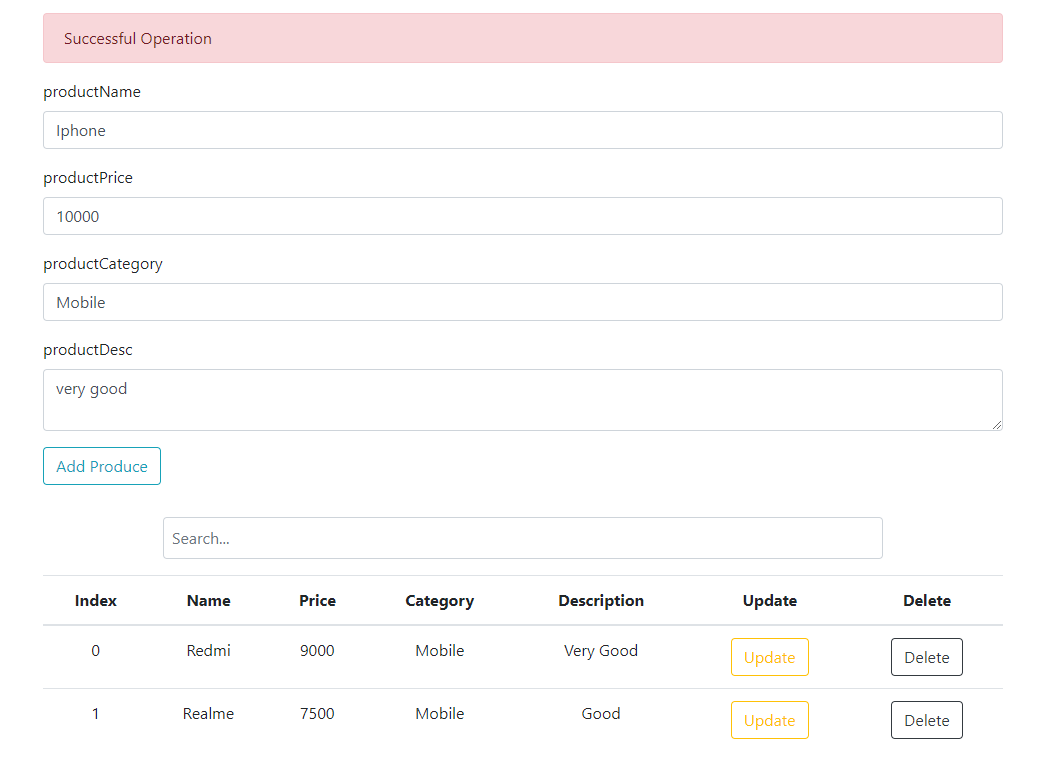 Successful Operation
productName
Iphone
productPrice
10000
productCategory
Mobile
productDesc
very good
Add Produce
Search...
Index Name Price Category Description Update Delete
0 Redmi 9000 Mobile Very Good Update Delete
1 Realme 7500 Mobile Good Update Delete